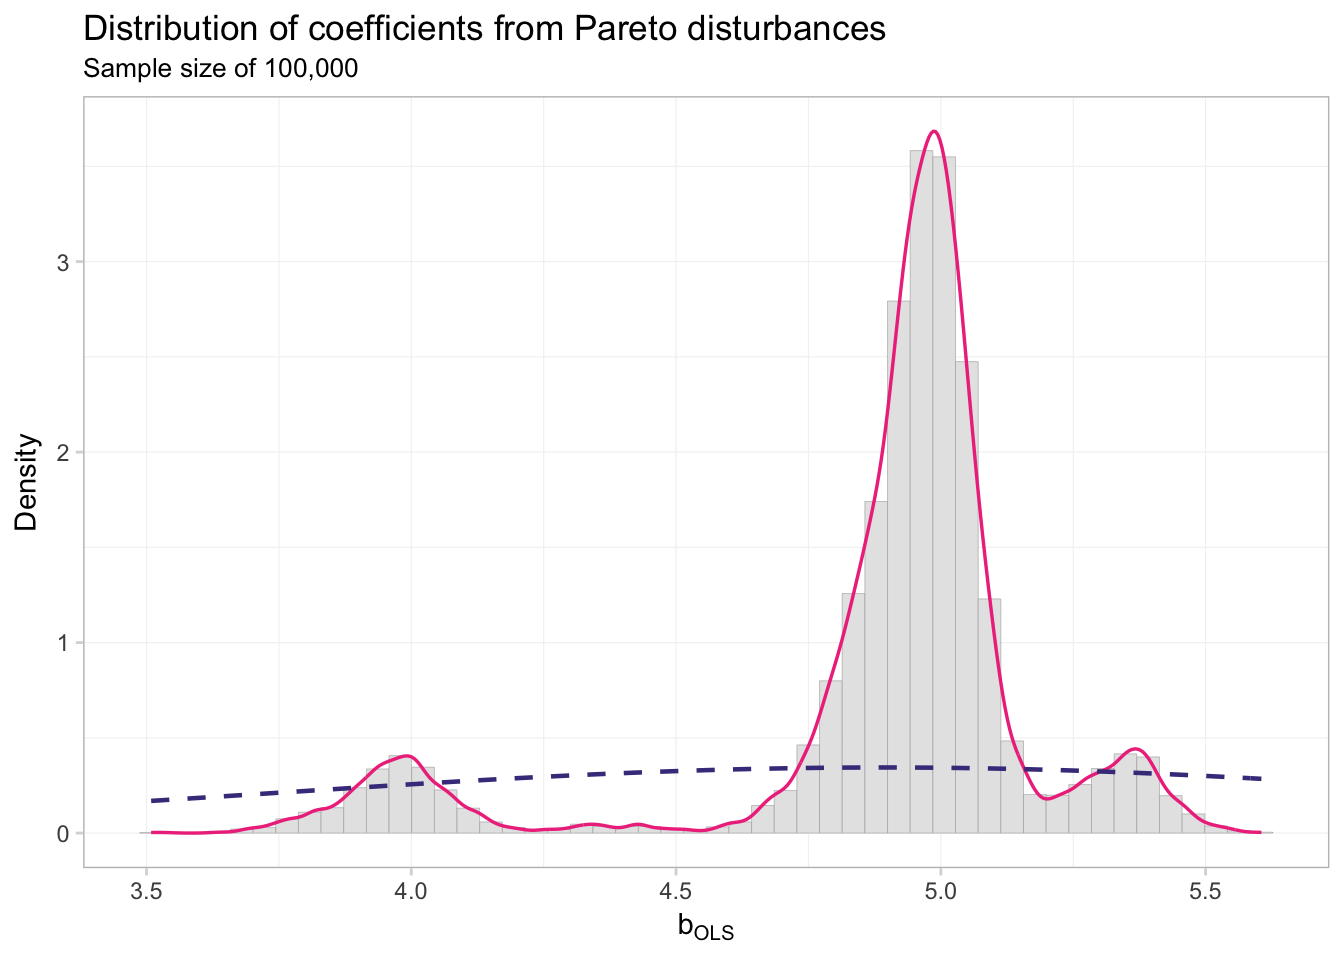 Distribution of coefficients from Pareto disturbances
Sample size of 100,000
Density
3
2
1
0
3.5 4.0 4.5 5.0 5.5
bOLS